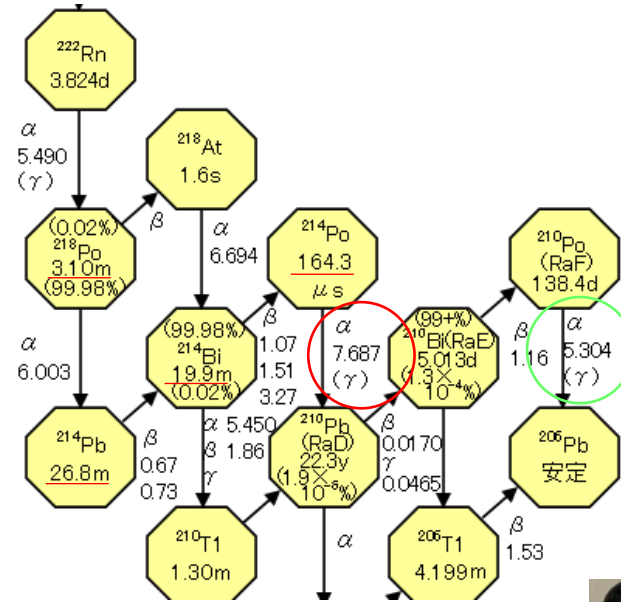 ²²²Rn
3.824d
α
5.490
(γ)
²¹⁸At
1.6s
(0.02%)
²¹⁸Po
3.10m
(99.98%)
β
α
6.694
²¹⁴Po
164.3
μs
²¹⁰Po
(RaF)
138.4d
α
6.003
(99.98%)
²¹⁴Bi
19.9m
(0.02%)
β
1.07
1.51
3.27
α
7.687
(γ)
(99+%)
²¹⁰Bi(RaE)
5.013d
(1.3×
10⁻⁴%)
β
1.16
α
5.304
(γ)
²¹⁴Pb
26.8m
β
0.67
0.73
α 5.450
β 1.86
γ
²¹⁰Pb
(RaD)
22.3y
(1.9×
10⁻⁸%)
β
0.0170
γ
0.0465
²⁰⁶Pb
安定
²¹⁰T1
1.30m
α
²⁰⁶T1
4.199m
β
1.53